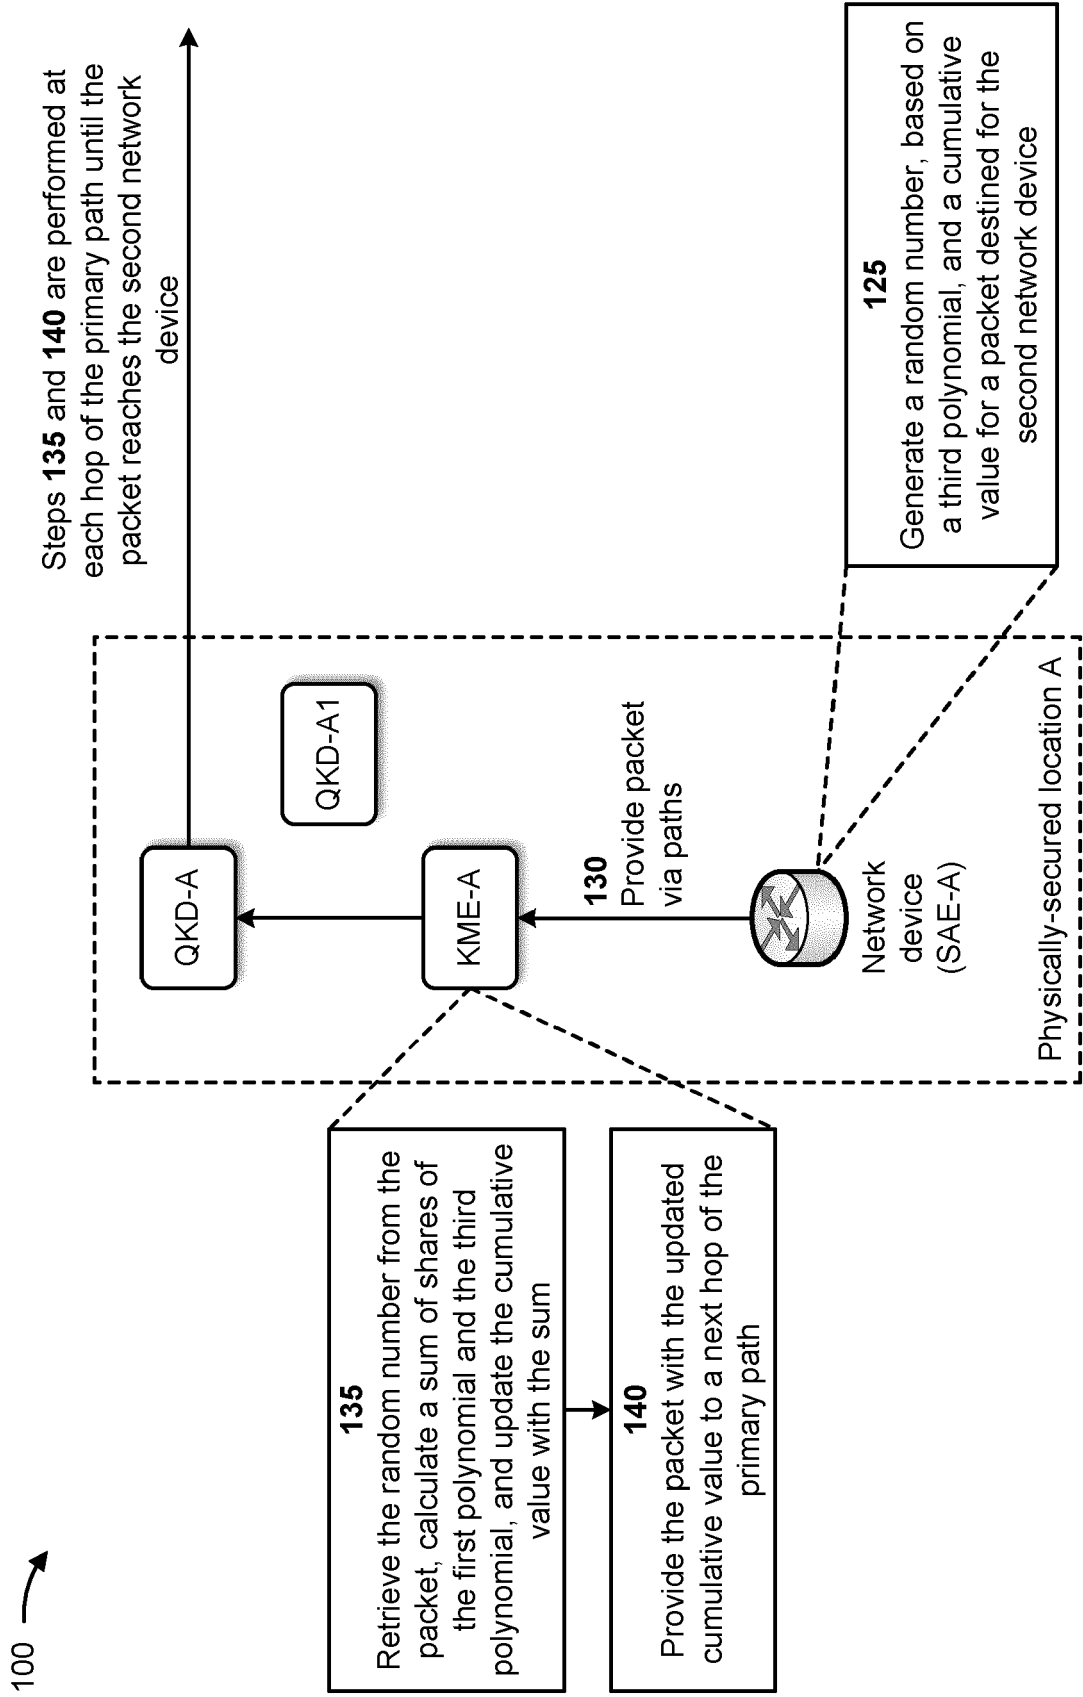 100
Steps 135 and 140 are performed at
each hop of the primary path until the
packet reaches the second network
device
QKD-A
QKD-A1
KME-A
130
Provide packet
via paths
Network
device
(SAE-A)
Physically-secured location A
135
Retrieve the random number from the
packet, calculate a sum of shares of
the first polynomial and the third
polynomial, and update the cumulative
value with the sum
140
Provide the packet with the updated
cumulative value to a next hop of the
primary path
125
Generate a random number, based on
a third polynomial, and a cumulative
value for a packet destined for the
second network device